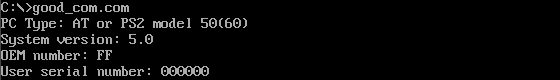 C:\>good_com.com
PC Type: AT or PS2 model 50(60)
System version: 5.0
OEM number: FF
User serial number: 000000